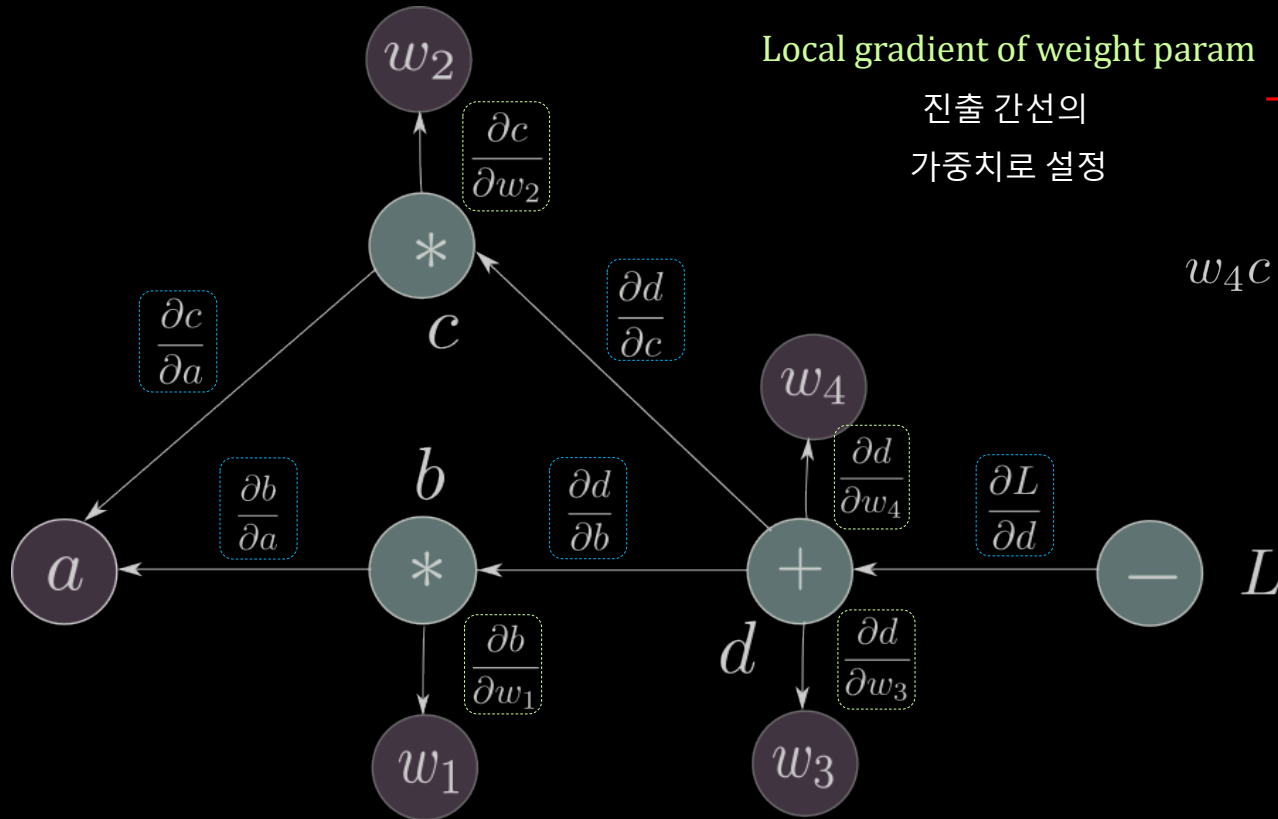 w₂
Local gradient of weight param
진출 간선의
가중치로 설정
∂c
∂w₂
*
c
w₄c
∂d
∂c
∂c
∂a
w₄
b
∂b
∂a
∂d
∂b
∂d
∂w₄
∂L
∂d
a
*
+
−
L
d
∂b
∂w₁
∂d
∂w₃
w₁
w₃